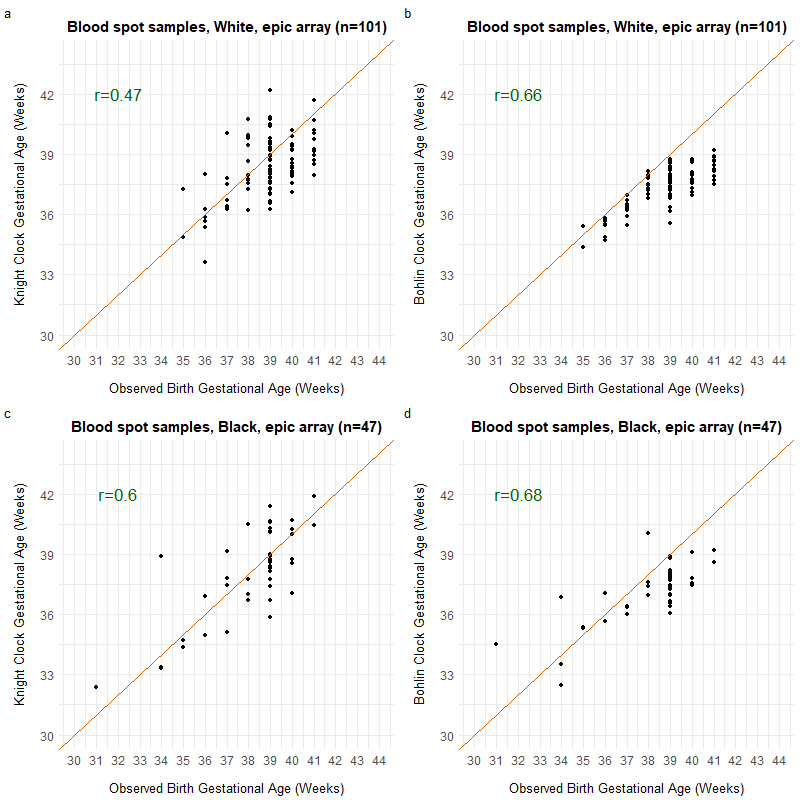 a
Blood spot samples, White, epic array (n=101)
Knight Clock Gestational Age (Weeks)
r=0.47
42
39
36
33
30
30 31 32 33 34 35 36 37 38 39 40 41 42 43 44
Observed Birth Gestational Age (Weeks)
b
Blood spot samples, White, epic array (n=101)
Bohlin Clock Gestational Age (Weeks)
r=0.66
42
39
36
33
30
30 31 32 33 34 35 36 37 38 39 40 41 42 43 44
Observed Birth Gestational Age (Weeks)
c
Blood spot samples, Black, epic array (n=47)
Knight Clock Gestational Age (Weeks)
r=0.6
42
39
36
33
30
30 31 32 33 34 35 36 37 38 39 40 41 42 43 44
Observed Birth Gestational Age (Weeks)
d
Blood spot samples, Black, epic array (n=47)
Bohlin Clock Gestational Age (Weeks)
r=0.68
42
39
36
33
30
30 31 32 33 34 35 36 37 38 39 40 41 42 43 44
Observed Birth Gestational Age (Weeks)